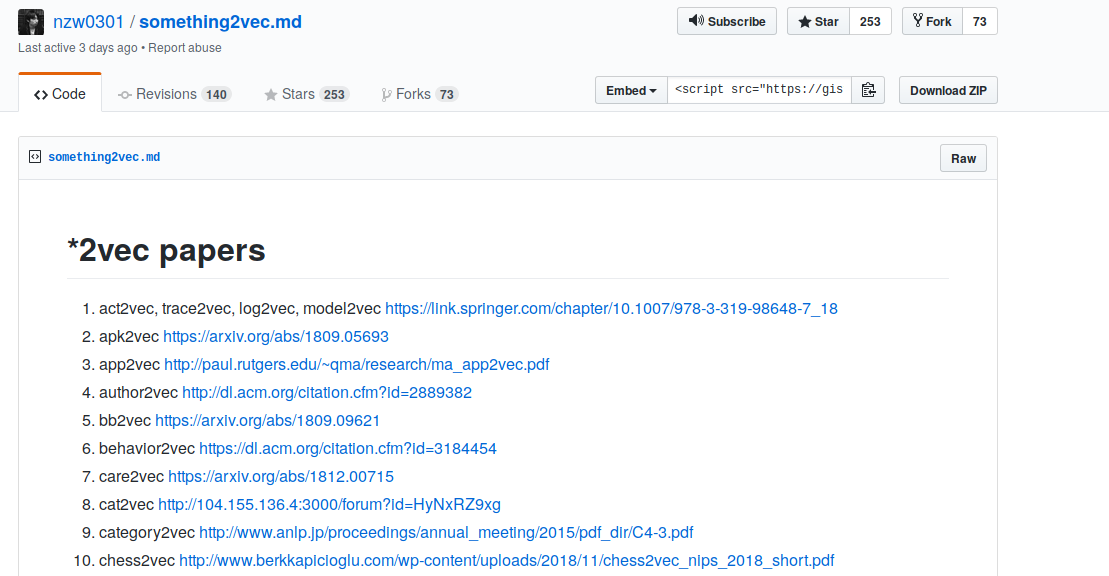 nzw0301 / something2vec.md
Subscribe Star 253 Fork 73
Last active 3 days ago • Report abuse
Code Revisions 140 Stars 253 Forks 73 Embed <script src="https://gis Download ZIP
something2vec.md Raw
*2vec papers
1. act2vec, trace2vec, log2vec, model2vec https://link.springer.com/chapter/10.1007/978-3-319-98648-7_18
2. apk2vec https://arxiv.org/abs/1809.05693
3. app2vec http://paul.rutgers.edu/~qma/research/ma_app2vec.pdf
4. author2vec http://dl.acm.org/citation.cfm?id=2889382
5. bb2vec https://arxiv.org/abs/1809.09621
6. behavior2vec https://dl.acm.org/citation.cfm?id=3184454
7. care2vec https://arxiv.org/abs/1812.00715
8. cat2vec http://104.155.136.4:3000/forum?id=HyNxRZ9xg
9. category2vec http://www.anlp.jp/proceedings/annual_meeting/2015/pdf_dir/C4-3.pdf
10. chess2vec http://www.berkkapicioglu.com/wp-content/uploads/2018/11/chess2vec_nips_2018_short.pdf